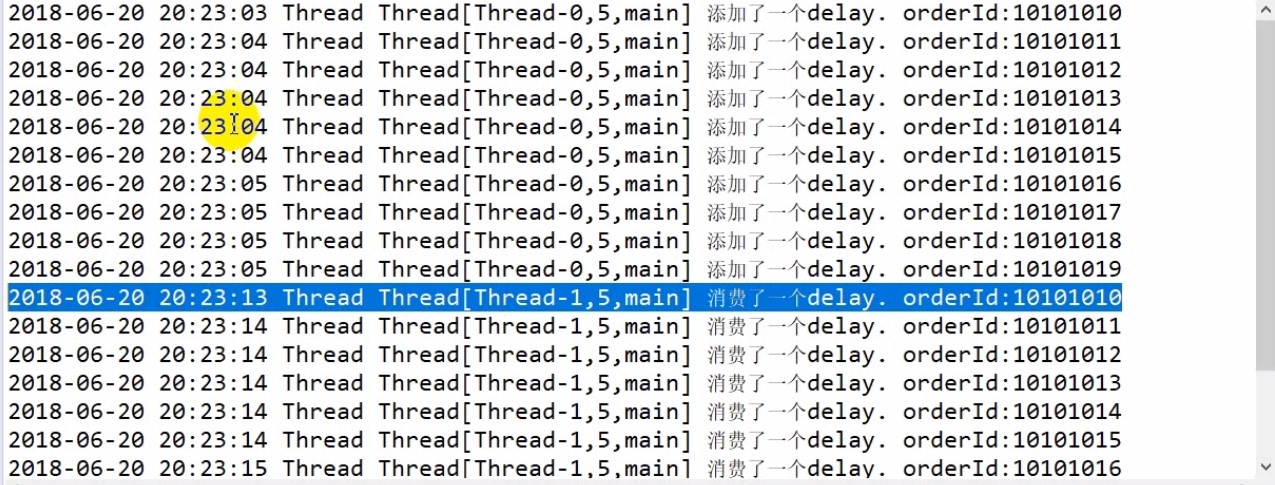 2018-06-20 20:23:03 Thread Thread[Thread-0,5,main] 添加了一个delay. orderId:10101010
2018-06-20 20:23:04 Thread Thread[Thread-0,5,main] 添加了一个delay. orderId:10101011
2018-06-20 20:23:04 Thread Thread[Thread-0,5,main] 添加了一个delay. orderId:10101012
2018-06-20 20:23:04 Thread Thread[Thread-0,5,main] 添加了一个delay. orderId:10101013
2018-06-20 20:23:04 Thread Thread[Thread-0,5,main] 添加了一个delay. orderId:10101014
2018-06-20 20:23:04 Thread Thread[Thread-0,5,main] 添加了一个delay. orderId:10101015
2018-06-20 20:23:05 Thread Thread[Thread-0,5,main] 添加了一个delay. orderId:10101016
2018-06-20 20:23:05 Thread Thread[Thread-0,5,main] 添加了一个delay. orderId:10101017
2018-06-20 20:23:05 Thread Thread[Thread-0,5,main] 添加了一个delay. orderId:10101018
2018-06-20 20:23:05 Thread Thread[Thread-0,5,main] 添加了一个delay. orderId:10101019
2018-06-20 20:23:13 Thread Thread[Thread-1,5,main] 消费了一个delay. orderId:10101010
2018-06-20 20:23:14 Thread Thread[Thread-1,5,main] 消费了一个delay. orderId:10101011
2018-06-20 20:23:14 Thread Thread[Thread-1,5,main] 消费了一个delay. orderId:10101012
2018-06-20 20:23:14 Thread Thread[Thread-1,5,main] 消费了一个delay. orderId:10101013
2018-06-20 20:23:14 Thread Thread[Thread-1,5,main] 消费了一个delay. orderId:10101014
2018-06-20 20:23:14 Thread Thread[Thread-1,5,main] 消费了一个delay. orderId:10101015
2018-06-20 20:23:15 Thread Thread[Thread-1,5,main] 消费了一个delay. orderId:10101016